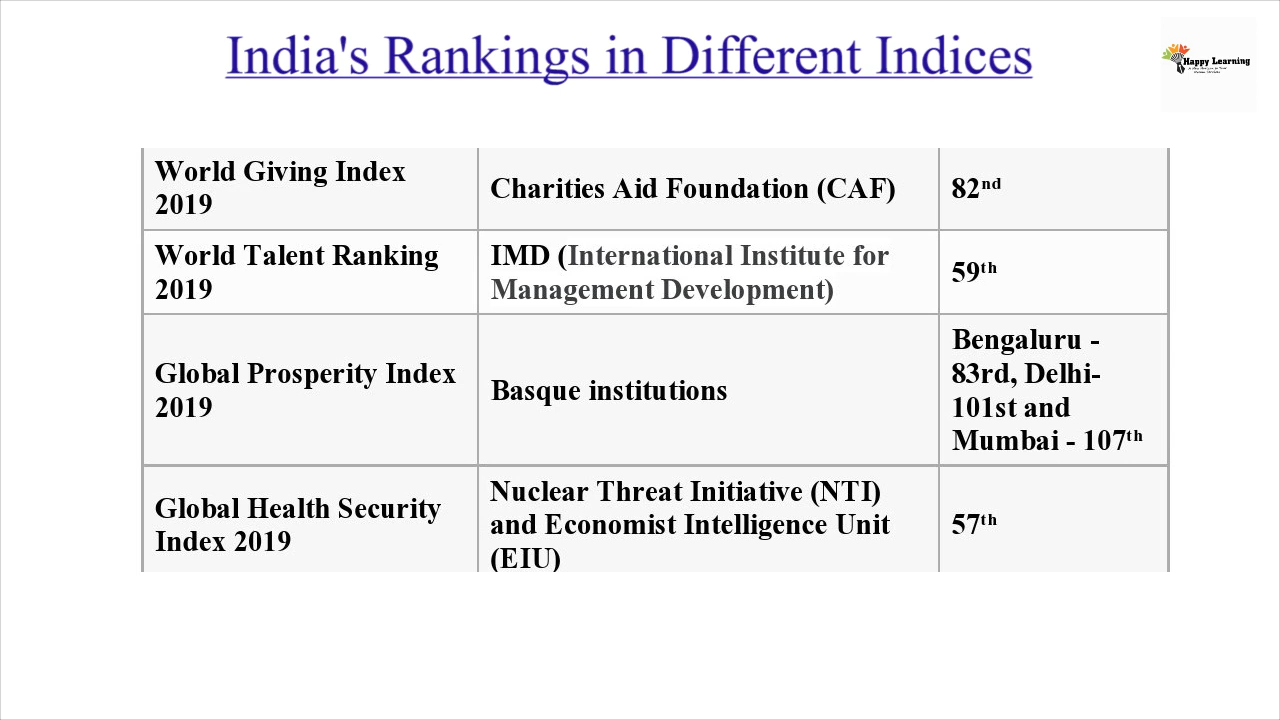 India's Rankings in Different Indices
Happy Learning
World Giving Index
2019
Charities Aid Foundation (CAF)
82nd
World Talent Ranking
2019
IMD (International Institute for
Management Development)
59th
Global Prosperity Index
2019
Basque institutions
Bengaluru -
83rd, Delhi-
101st and
Mumbai - 107th
Global Health Security
Index 2019
Nuclear Threat Initiative (NTI)
and Economist Intelligence Unit
(EIU)
57th